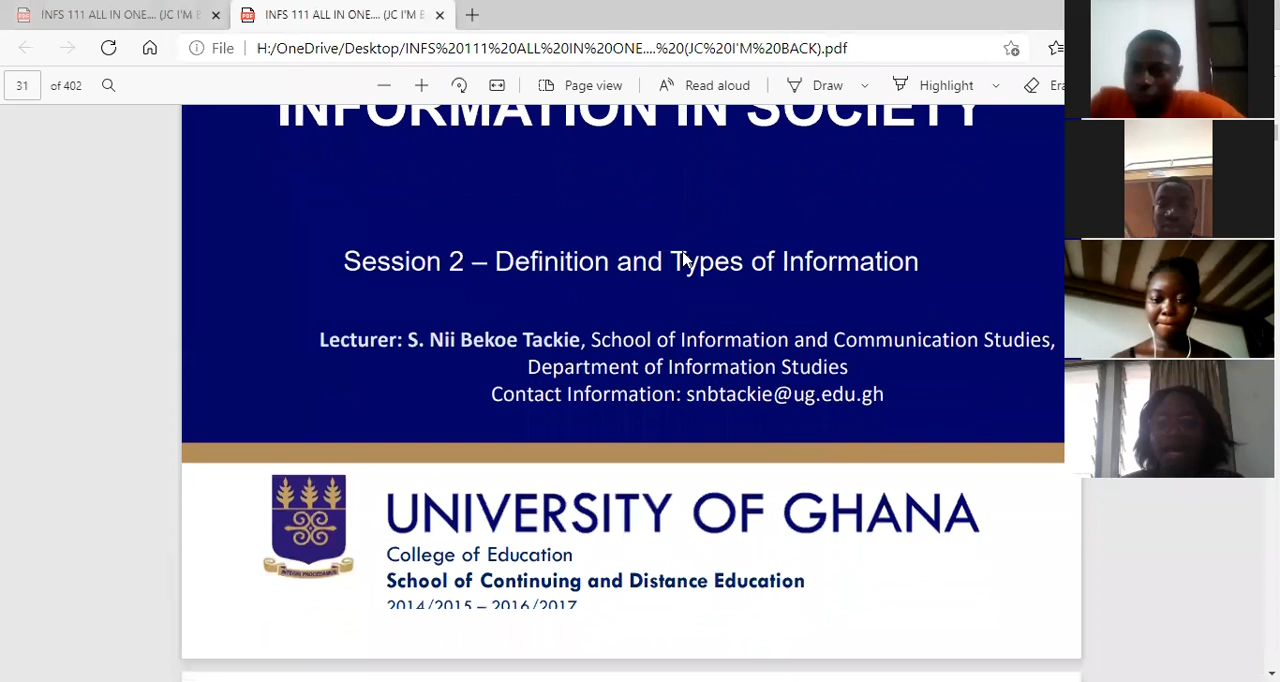 INFS 111 ALL IN ONE.... (JC I'M B
INFS 111 ALL IN ONE.... (JC I'M B
File
H:/OneDrive/Desktop/INFS%20111%20ALL%20IN%20ONE....%20(JC%20I'M%20BACK).pdf
31 of 402
Page view
Read aloud
Draw
Highlight
Era
INFORMATION IN SOCIETY
Session 2 – Definition and Types of Information
Lecturer: S. Nii Bekoe Tackie, School of Information and Communication Studies,
Department of Information Studies
Contact Information: snbtackie@ug.edu.gh
UNIVERSITY OF GHANA
College of Education
School of Continuing and Distance Education
2014/2015 – 2016/2017
INTEGRI PROCEDAMUS